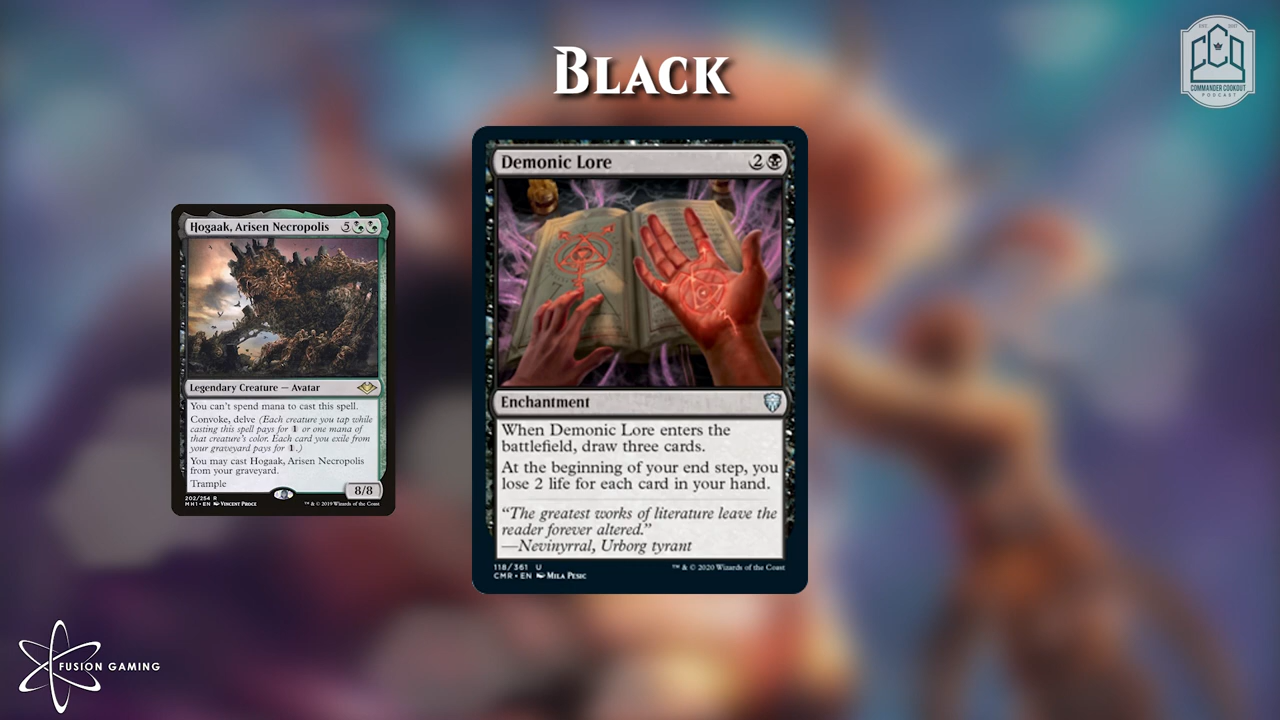 BLACK
COMMANDER COOKOUT
PODCAST
Hogaak, Arisen Necropolis 5
Legendary Creature — Avatar
You can't spend mana to cast this spell.
Convoke, delve (Each creature you tap while
casting this spell pays for 1 or one mana of
that creature's color. Each card you exile from
your graveyard pays for 1.)
You may cast Hogaak, Arisen Necropolis
from your graveyard.
Trample
8/8
202/254 R
MH1 • EN VINCENT PROCE
™ & © 2019 Wizards of the Coast
Demonic Lore 2
Enchantment
When Demonic Lore enters the
battlefield, draw three cards.
At the beginning of your end step, you
lose 2 life for each card in your hand.
“The greatest works of literature leave the
reader forever altered.”
—Nevinyrral, Urborg tyrant
118/361 U
CMR • EN MILA PESIC
™ & © 2020 Wizards of the Coast
FUSION GAMING